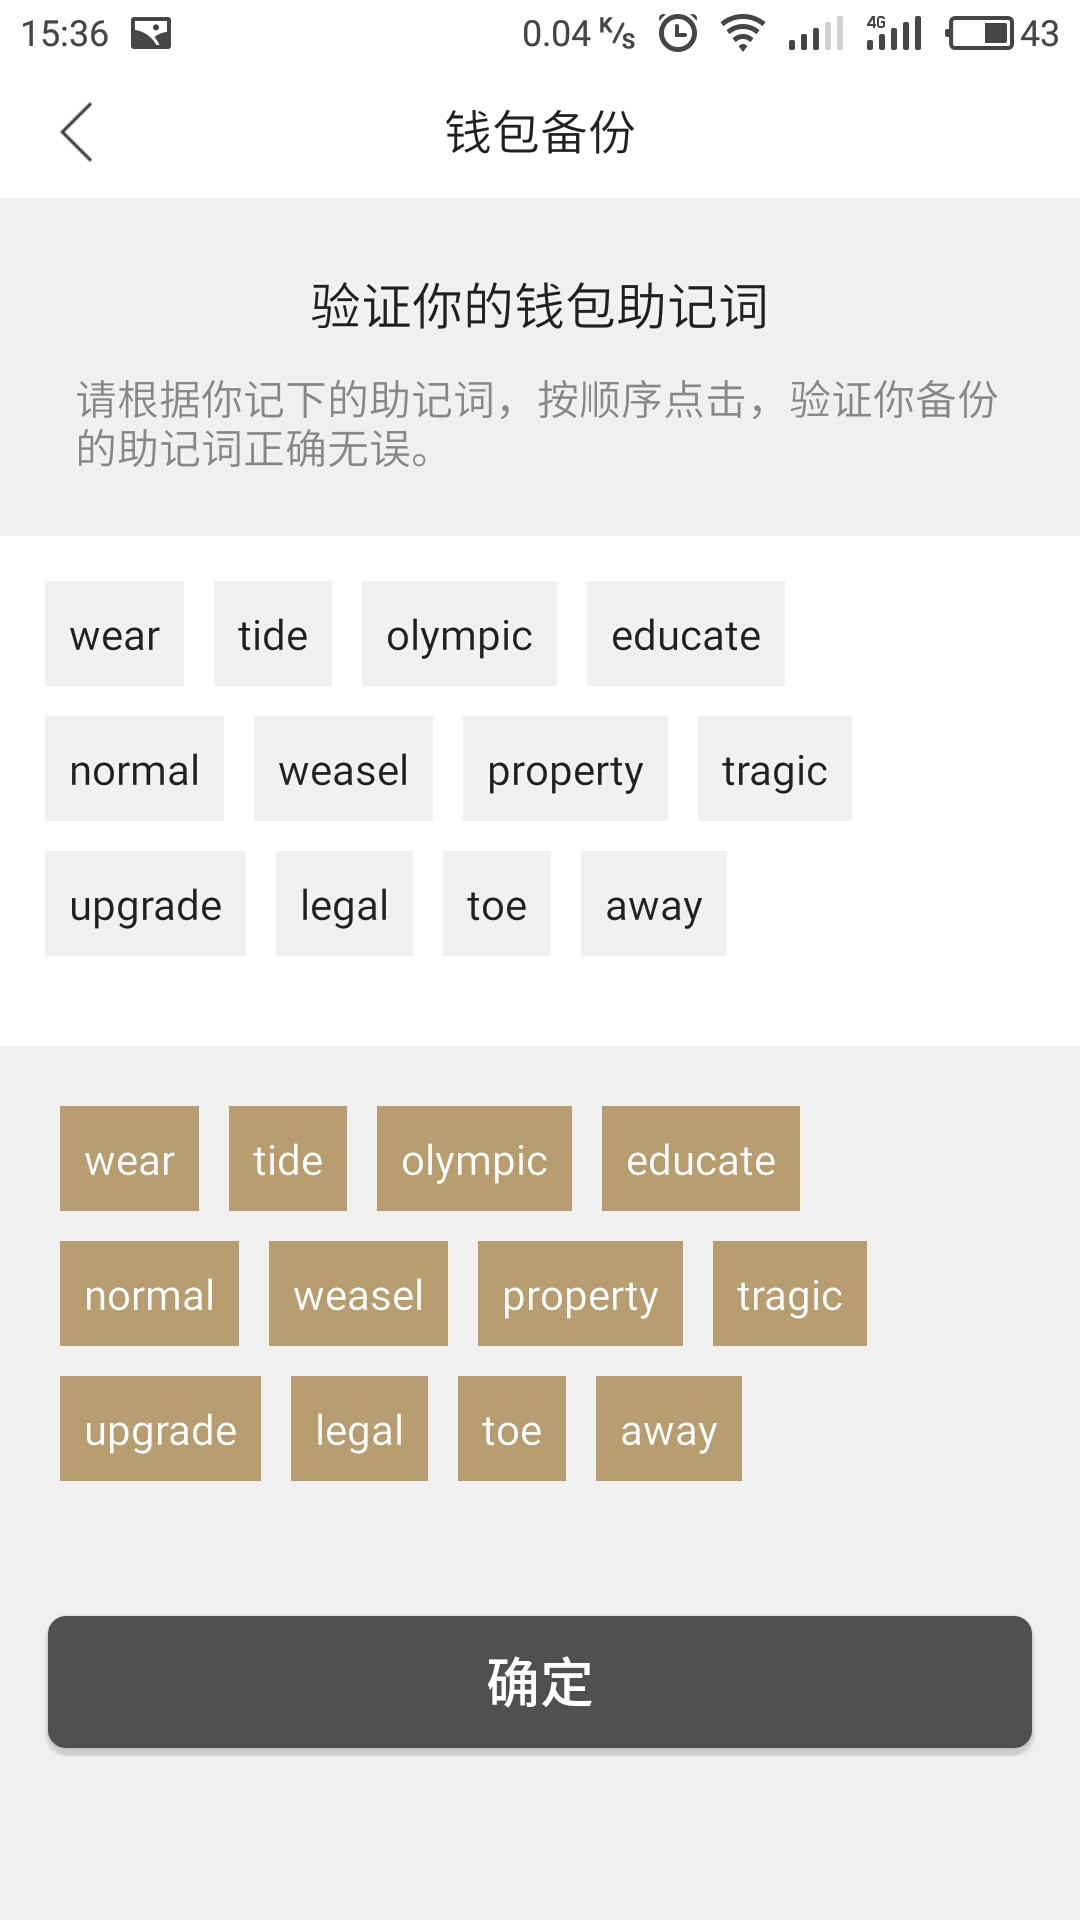 15:36 0.04 K/s 4G 43
钱包备份
验证你的钱包助记词
请根据你记下的助记词，按顺序点击，验证你备份
的助记词正确无误。
wear tide olympic educate
normal weasel property tragic
upgrade legal toe away
wear tide olympic educate
normal weasel property tragic
upgrade legal toe away
确定